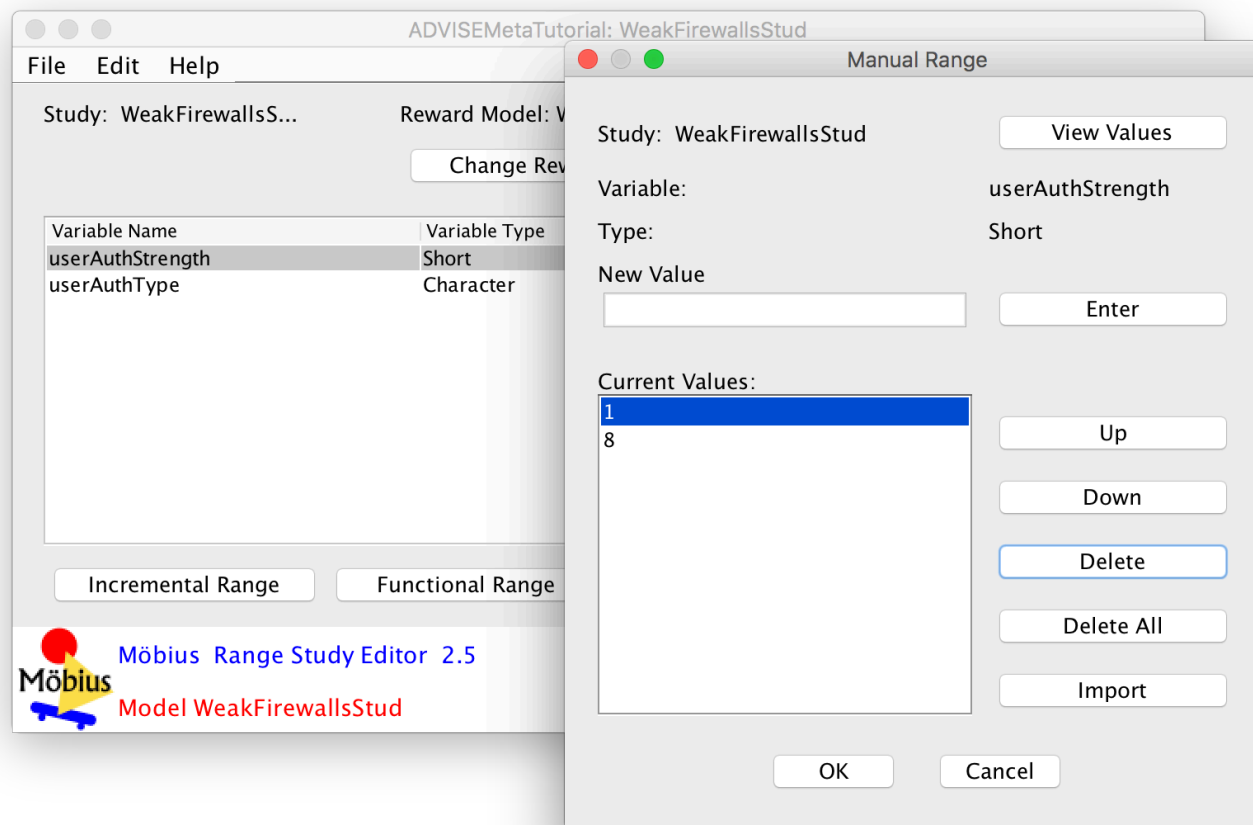 ADVISEMetaTutorial: WeakFirewallsStud
File Edit Help
Study: WeakFirewallsS...
Reward Model:
Change
Variable Name Variable Type
userAuthStrength Short
userAuthType Character
Incremental Range Functional Range
Möbius
Möbius Range Study Editor 2.5
Model WeakFirewallsStud
Manual Range
Study: WeakFirewallsStud View Values
Variable: userAuthStrength
Type: Short
New Value
Enter
Current Values:
1
8
Up
Down
Delete
Delete All
Import
OK Cancel